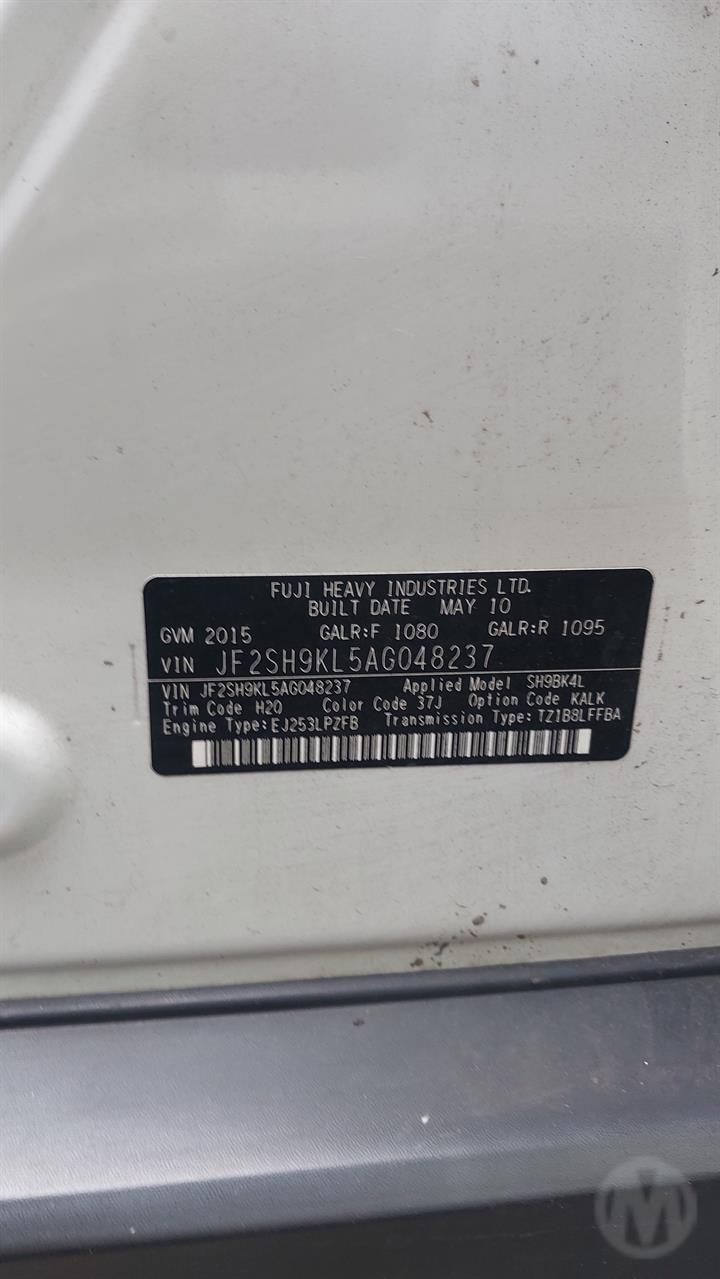 FUJI HEAVY INDUSTRIES LTD.
BUILT DATE MAY 10
GVM 2015 GALR:F 1080 GALR:R 1095
VIN JF2SH9KL5AG048237
VIN JF2SH9KL5AG048237 Applied Model SH9BK4L
Trim Code H20 Color Code 37J Option Code KALK
Engine Type:EJ253LPZFB Transmission Type:TZ1B8LFFBA
M